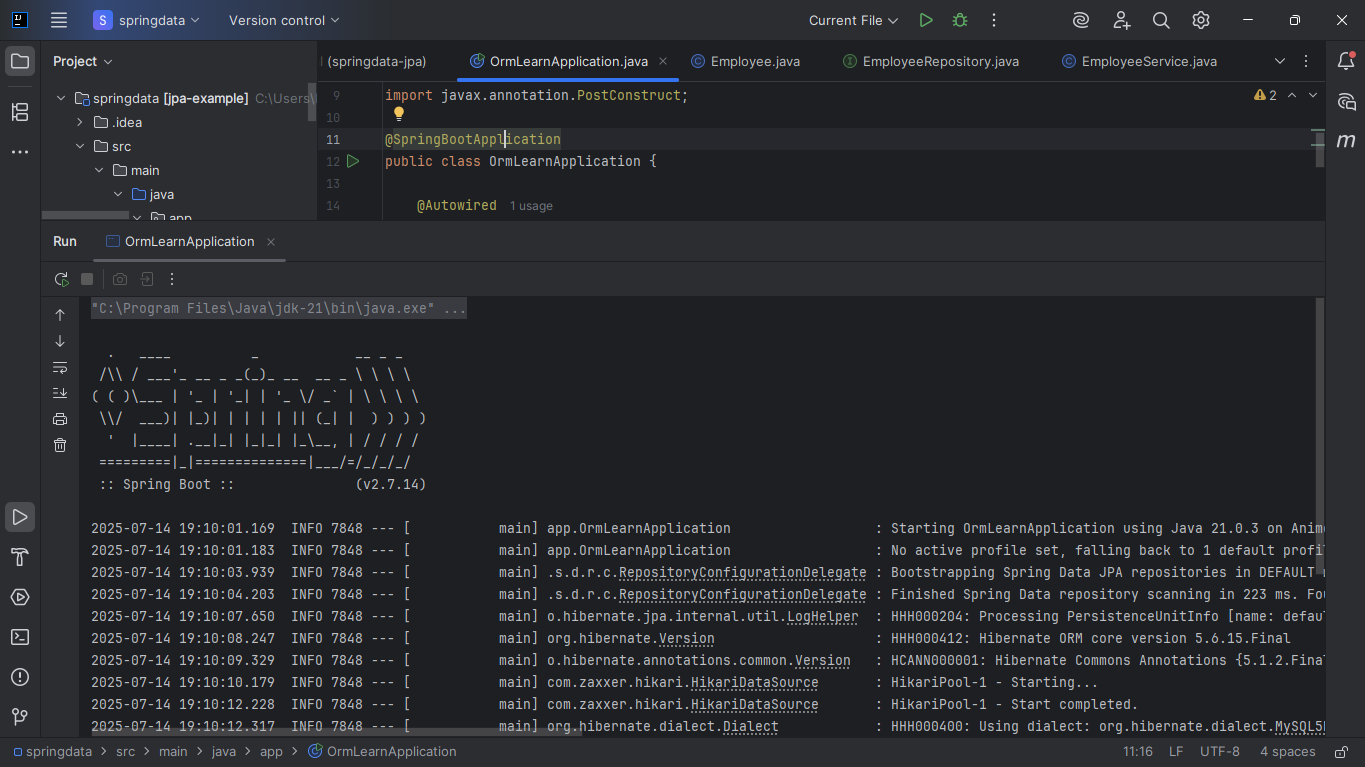 S springdata Version control Current File
Project
(springdata-jpa) OrmLearnApplication.java Employee.java EmployeeRepository.java EmployeeService.java
springdata [jpa-example] C:\Users\
.idea
src
main
java
app
9 import javax.annotation.PostConstruct;
10
11 @SpringBootApplication
12 public class OrmLearnApplication {
13
14 @Autowired 1 usage
2
m
Run OrmLearnApplication
"C:\Program Files\Java\jdk-21\bin\java.exe" ...
  .   ____          _            __ _ _
 /\\ / ___'_ __ _ _(_)_ __  __ _ \ \ \ \
( ( )\___ | '_ | '_| | '_ \/ _` | \ \ \ \
 \\/  ___)| |_)| | | | | || (_| |  ) ) ) )
  '  |____| .__|_| |_|_| |_\__, | / / / /
 =========|_|==============|___/=/_/_/_/
 :: Spring Boot ::               (v2.7.14)
2025-07-14 19:10:01.169  INFO 7848 --- [           main] app.OrmLearnApplication                  : Starting OrmLearnApplication using Java 21.0.3 on Anim
2025-07-14 19:10:01.183  INFO 7848 --- [           main] app.OrmLearnApplication                  : No active profile set, falling back to 1 default profi
2025-07-14 19:10:03.939  INFO 7848 --- [           main] .s.d.r.c.RepositoryConfigurationDelegate : Bootstrapping Spring Data JPA repositories in DEFAULT
2025-07-14 19:10:04.203  INFO 7848 --- [           main] .s.d.r.c.RepositoryConfigurationDelegate : Finished Spring Data repository scanning in 223 ms. Fou
2025-07-14 19:10:07.650  INFO 7848 --- [           main] o.hibernate.jpa.internal.util.LogHelper  : HHH000204: Processing PersistenceUnitInfo [name: defau
2025-07-14 19:10:08.247  INFO 7848 --- [           main] org.hibernate.Version                    : HHH000412: Hibernate ORM core version 5.6.15.Final
2025-07-14 19:10:09.329  INFO 7848 --- [           main] o.hibernate.annotations.common.Version   : HCANN000001: Hibernate Commons Annotations {5.1.2.Final
2025-07-14 19:10:10.179  INFO 7848 --- [           main] com.zaxxer.hikari.HikariDataSource       : HikariPool-1 - Starting...
2025-07-14 19:10:12.228  INFO 7848 --- [           main] com.zaxxer.hikari.HikariDataSource       : HikariPool-1 - Start completed.
2025-07-14 19:10:12.317  INFO 7848 --- [           main] org.hibernate.dialect.Dialect            : HHH000400: Using dialect: org.hibernate.dialect.MySQL5
springdata > src > main > java > app > OrmLearnApplication 11:16 LF UTF-8 4 spaces